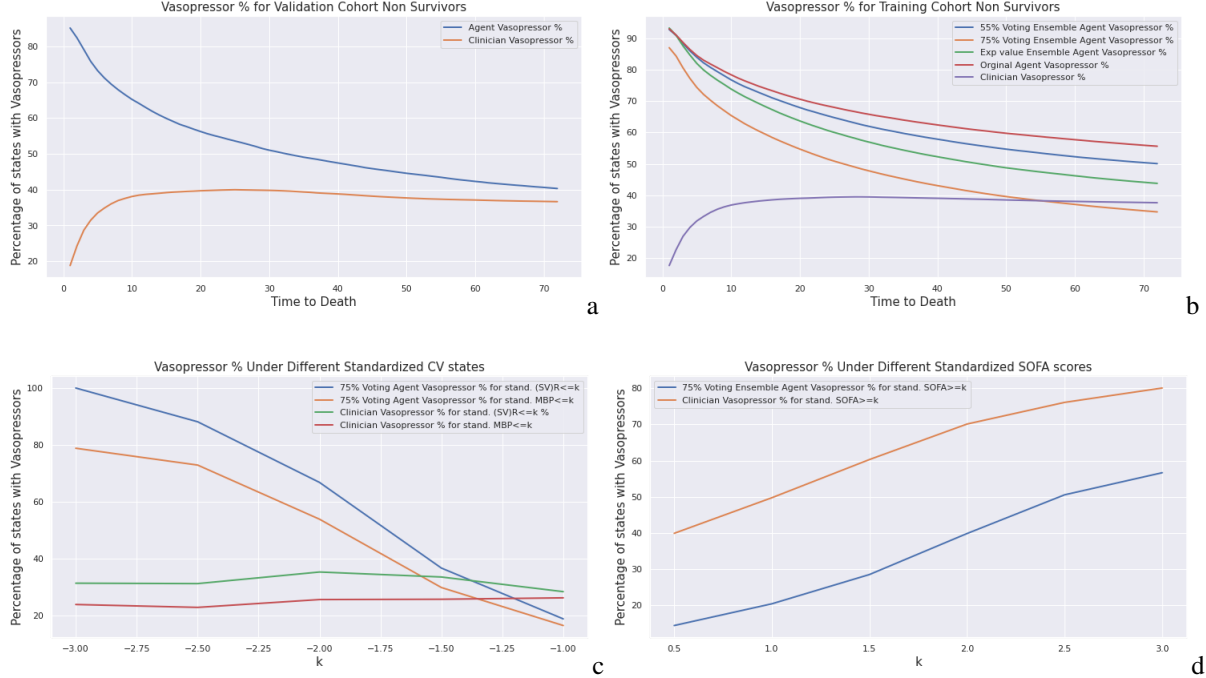 Vasopressor % for Validation Cohort Non Survivors
Agent Vasopressor %
Clinician Vasopressor %
Percentage of states with Vasopressors
80
70
60
50
40
30
20
0 10 20 30 40 50 60 70
Time to Death
a
Vasopressor % for Training Cohort Non Survivors
55% Voting Ensemble Agent Vasopressor %
75% Voting Ensemble Agent Vasopressor %
Exp value Ensemble Agent Vasopressor %
Orginal Agent Vasopressor %
Clinician Vasopressor %
Percentage of states with Vasopressors
90
80
70
60
50
40
30
20
0 10 20 30 40 50 60 70
Time to Death
b
Vasopressor % Under Different Standardized CV states
75% Voting Agent Vasopressor % for stand. (SV)R<=k
75% Voting Agent Vasopressor % for stand. MBP<=k
Clinician Vasopressor % for stand. (SV)R<=k %
Clinician Vasopressor % for stand. MBP<=k
Percentage of states with Vasopressors
100
80
60
40
20
−3.00 −2.75 −2.50 −2.25 −2.00 −1.75 −1.50 −1.25 −1.00
k
c
Vasopressor % Under Different Standardized SOFA scores
75% Voting Ensemble Agent Vasopressor % for stand. SOFA>=k
Clinician Vasopressor % for stand. SOFA>=k
Percentage of states with Vasopressors
80
70
60
50
40
30
20
0.5 1.0 1.5 2.0 2.5 3.0
k
d